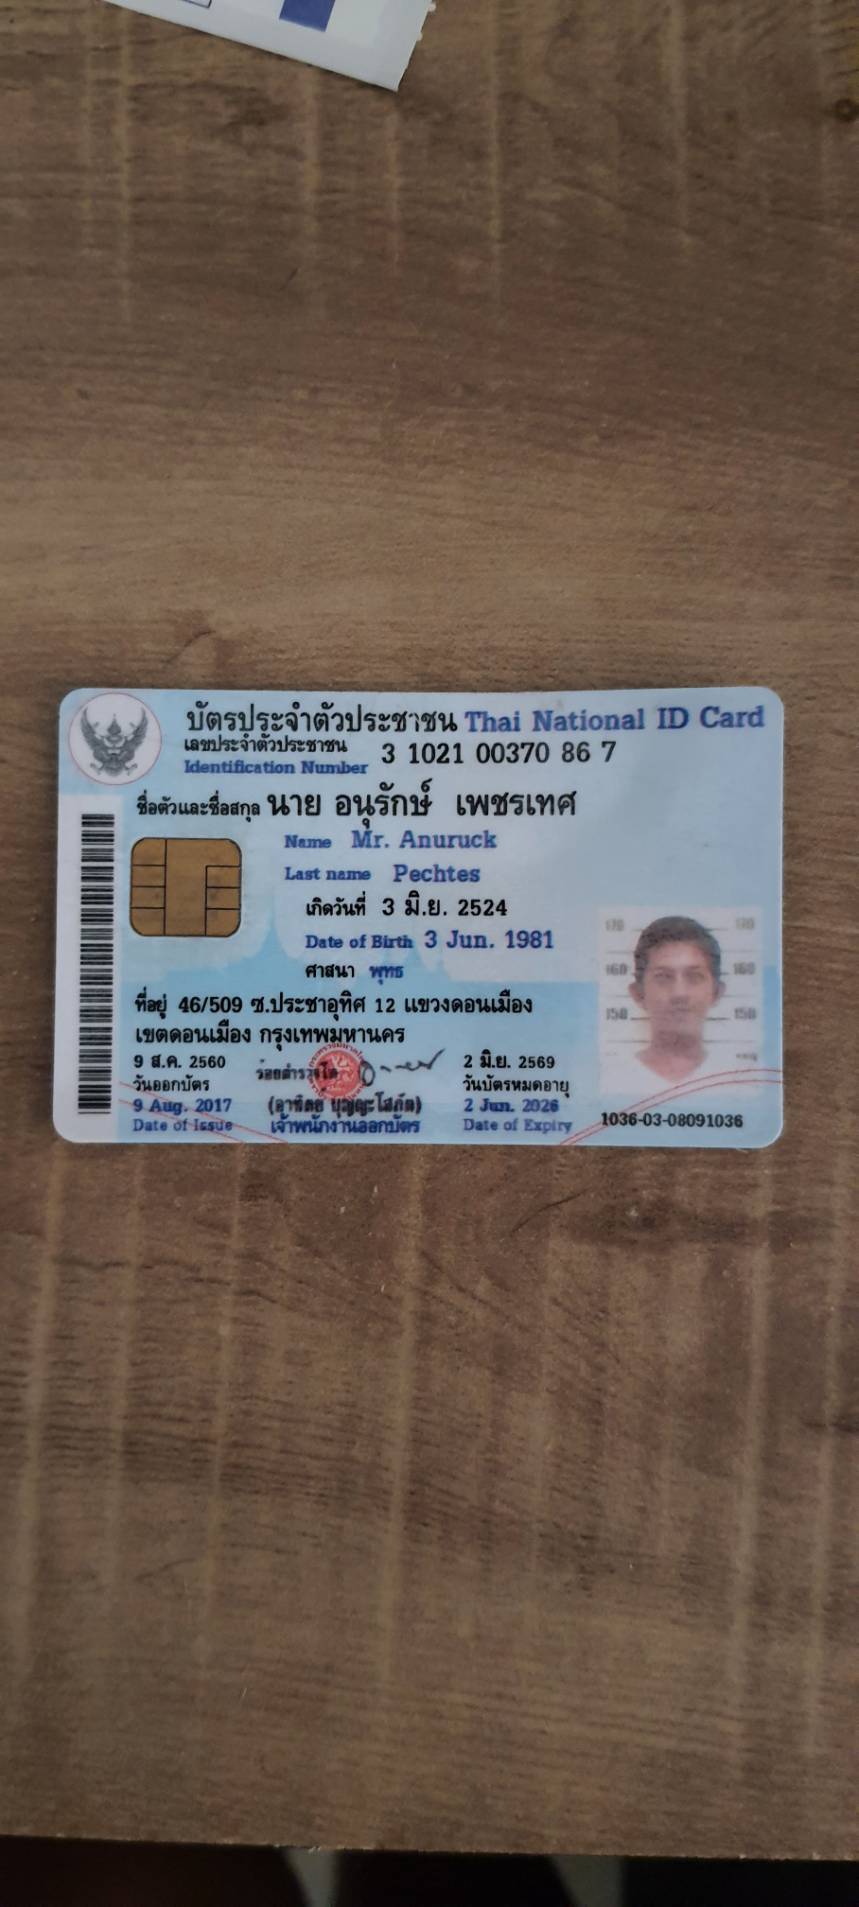 บัตรประจำตัวประชาชน Thai National ID Card
เลขประจำตัวประชาชน
Identification Number 3 1021 00370 86 7
ชื่อตัวและชื่อสกุล นาย อนุรักษ์ เพชรเทศ
Name Mr. Anuruck
Last name Pechtes
เกิดวันที่ 3 มิ.ย. 2524
Date of Birth 3 Jun. 1981
ศาสนา พุทธ
ที่อยู่ 46/509 ซ.ประชาอุทิศ 12 แขวงดอนเมือง
เขตดอนเมือง กรุงเทพมหานคร
9 ส.ค. 2560
วันออกบัตร
9 Aug. 2017
Date of Issue
ร้อยตำรวจโท
(อาทิตย์ บุญญะโสภัต)
เจ้าพนักงานออกบัตร
2 มิ.ย. 2569
วันบัตรหมดอายุ
2 Jun. 2026
Date of Expiry
170 170
160 160
150 150
1036-03-08091036